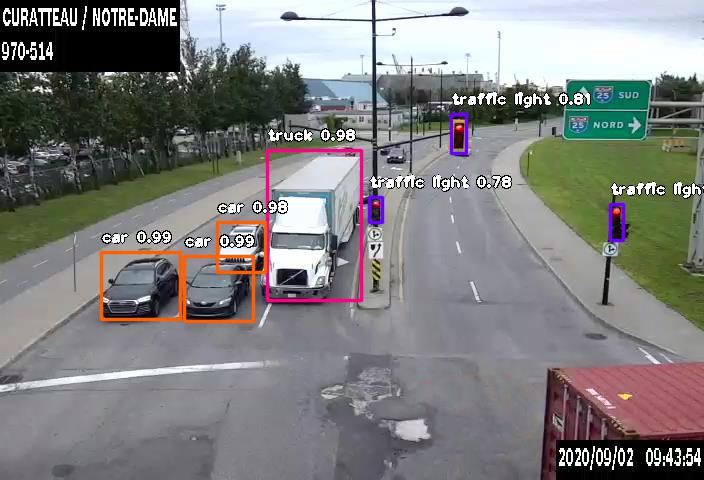 CURATTEAU / NOTRE-DAME
970-514
traffic light 0.81
25 SUD
25 NORD
truck 0.98
traffic light 0.78
traffic light
car 0.98
car 0.99
car 0.99
2020/09/02 09:43:54